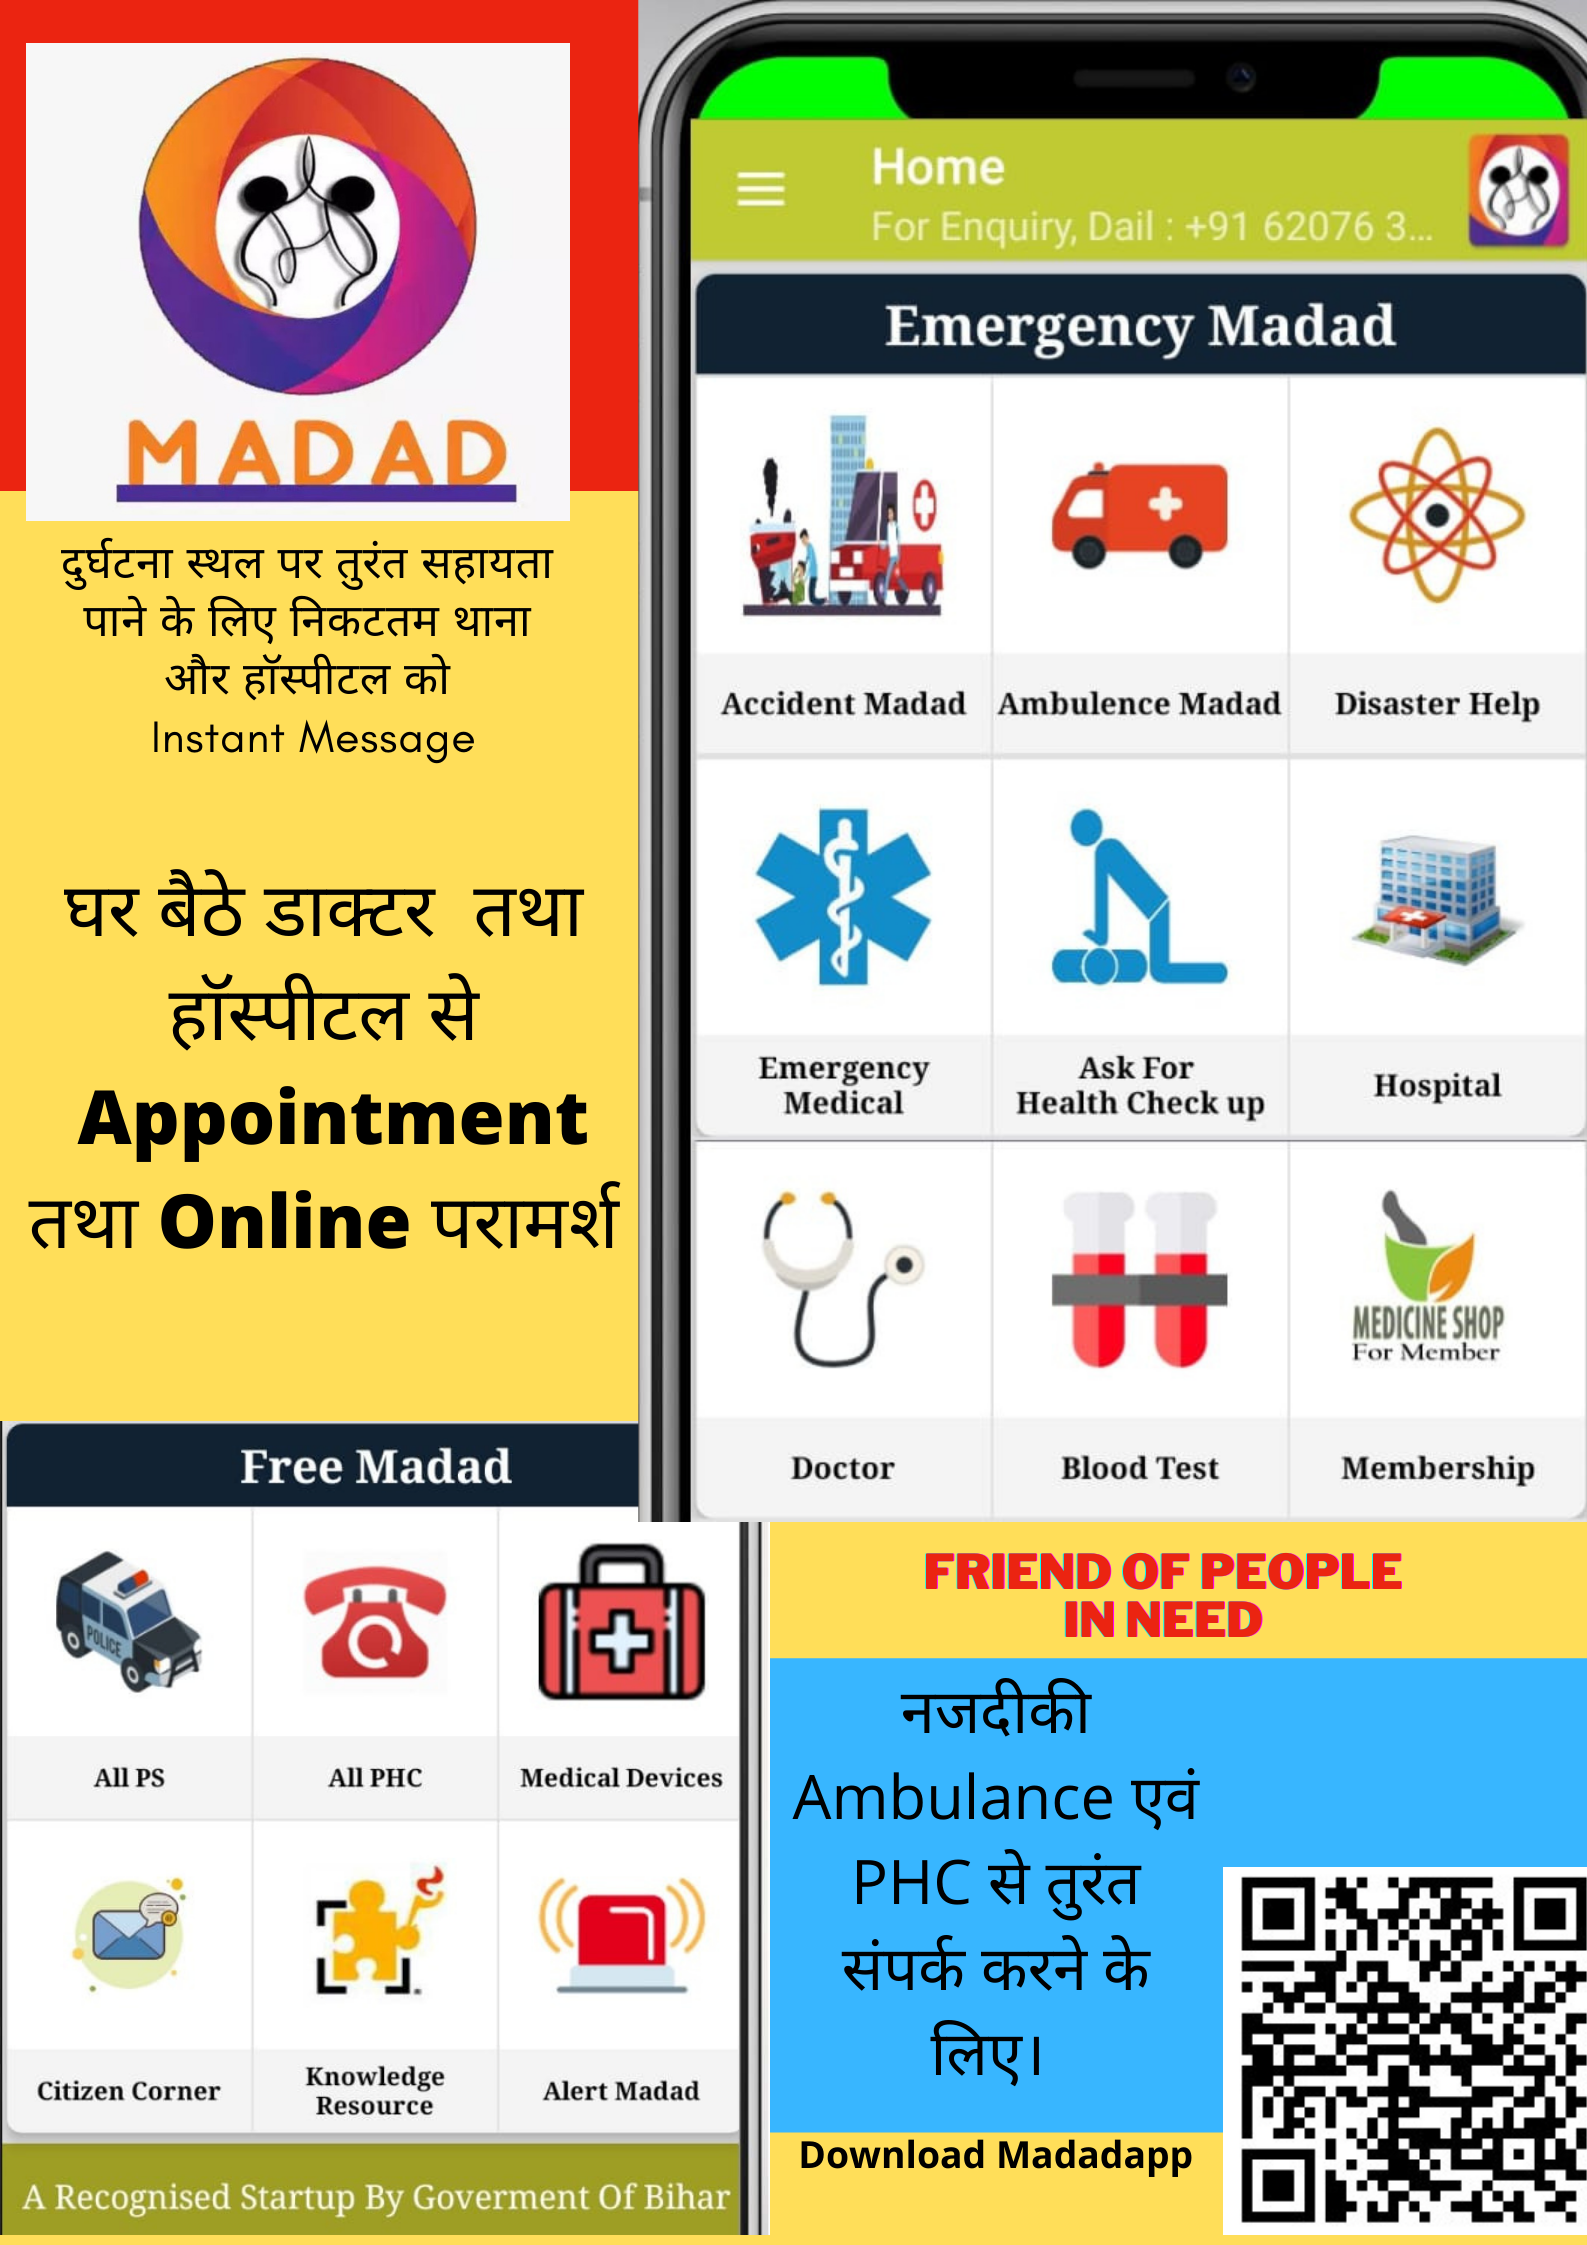 MADAD
दुर्घटना स्थल पर तुरंत सहायता
पाने के लिए निकटतम थाना
और हॉस्पीटल को
Instant Message
घर बैठे डाक्टर तथा
हॉस्पीटल से
Appointment
तथा Online परामर्श
Home
For Enquiry, Dail : +91 62076 3...
Emergency Madad
Accident Madad
Ambulence Madad
Disaster Help
Emergency
Medical
Ask For
Health Check up
Hospital
MEDICINE SHOP
For Member
Doctor
Blood Test
Membership
Free Madad
POLICE
All PS
All PHC
Medical Devices
Citizen Corner
Knowledge
Resource
Alert Madad
A Recognised Startup By Goverment Of Bihar
FRIEND OF PEOPLE
IN NEED
नजदीकी
Ambulance एवं
PHC से तुरंत
संपर्क करने के
लिए।
Download Madadapp